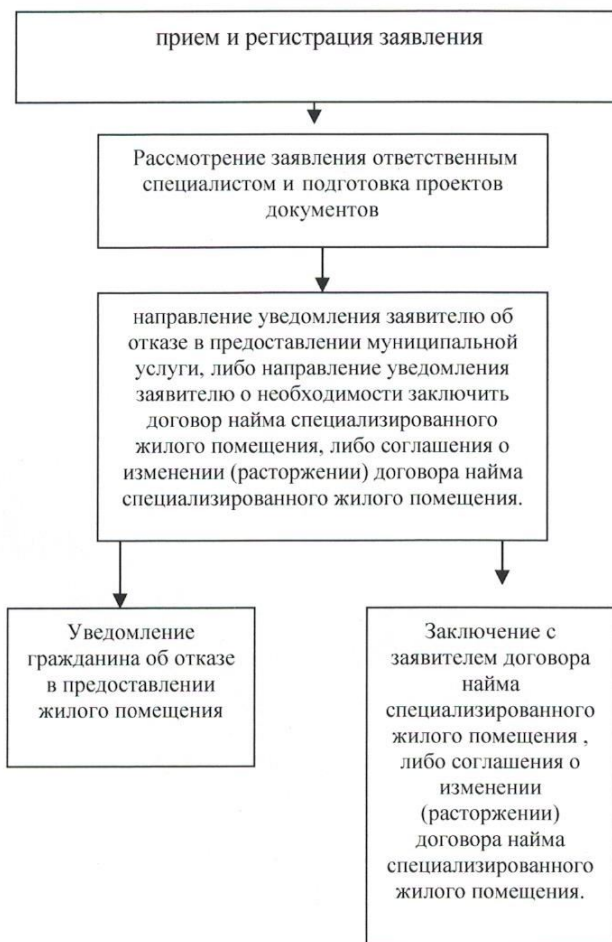 прием и регистрация заявления
Рассмотрение заявления ответственным
специалистом и подготовка проектов
документов
направление уведомления заявителю об
отказе в предоставлении муниципальной
услуги, либо направление уведомления
заявителю о необходимости заключить
договор найма специализированного
жилого помещения, либо соглашения о
изменении (расторжении) договора найма
специализированного жилого помещения.
Уведомление
гражданина об отказе
в предоставлении
жилого помещения
Заключение с
заявителем договора
найма
специализированного
жилого помещения ,
либо соглашения о
изменении
(расторжении)
договора найма
специализированного
жилого помещения.